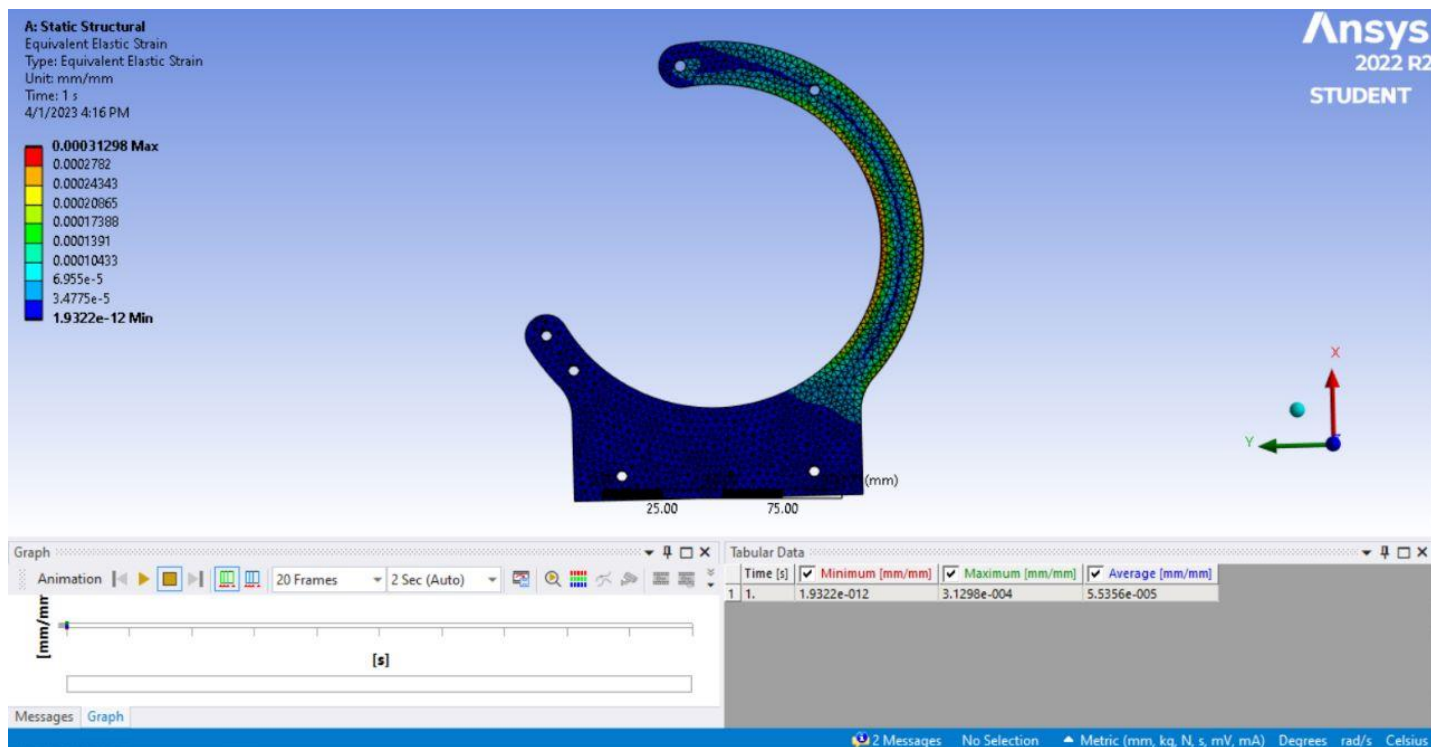 A: Static Structural
Equivalent Elastic Strain
Type: Equivalent Elastic Strain
Unit: mm/mm
Time: 1 s
4/1/2023 4:16 PM
0.00031298 Max
0.0002782
0.00024343
0.00020865
0.00017388
0.0001391
0.00010433
6.955e-5
3.4775e-5
1.9322e-12 Min
Ansys
2022 R2
STUDENT
X
Y
(mm)
25.00 75.00
Graph
Animation 20 Frames 2 Sec (Auto)
[mm/mm
[s]
Messages Graph
Tabular Data
Time [s] Minimum [mm/mm] Maximum [mm/mm] Average [mm/mm]
1 1. 1.9322e-012 3.1298e-004 5.5356e-005
2 Messages No Selection Metric (mm, kg, N, s, mV, mA) Degrees rad/s Celsius